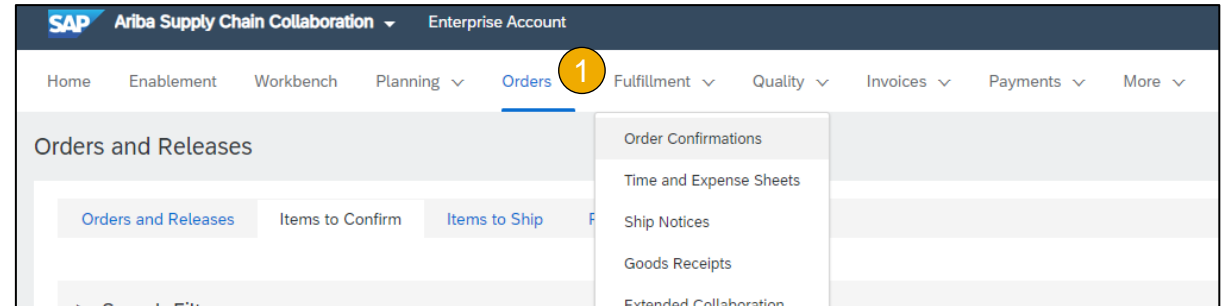 SAP Ariba Supply Chain Collaboration Enterprise Account
Home Enablement Workbench Planning Orders 1 Fulfillment Quality Invoices Payments More
Orders and Releases
Order Confirmations
Time and Expense Sheets
Orders and Releases Items to Confirm Items to Ship
Ship Notices
Goods Receipts
Extended Collaboration